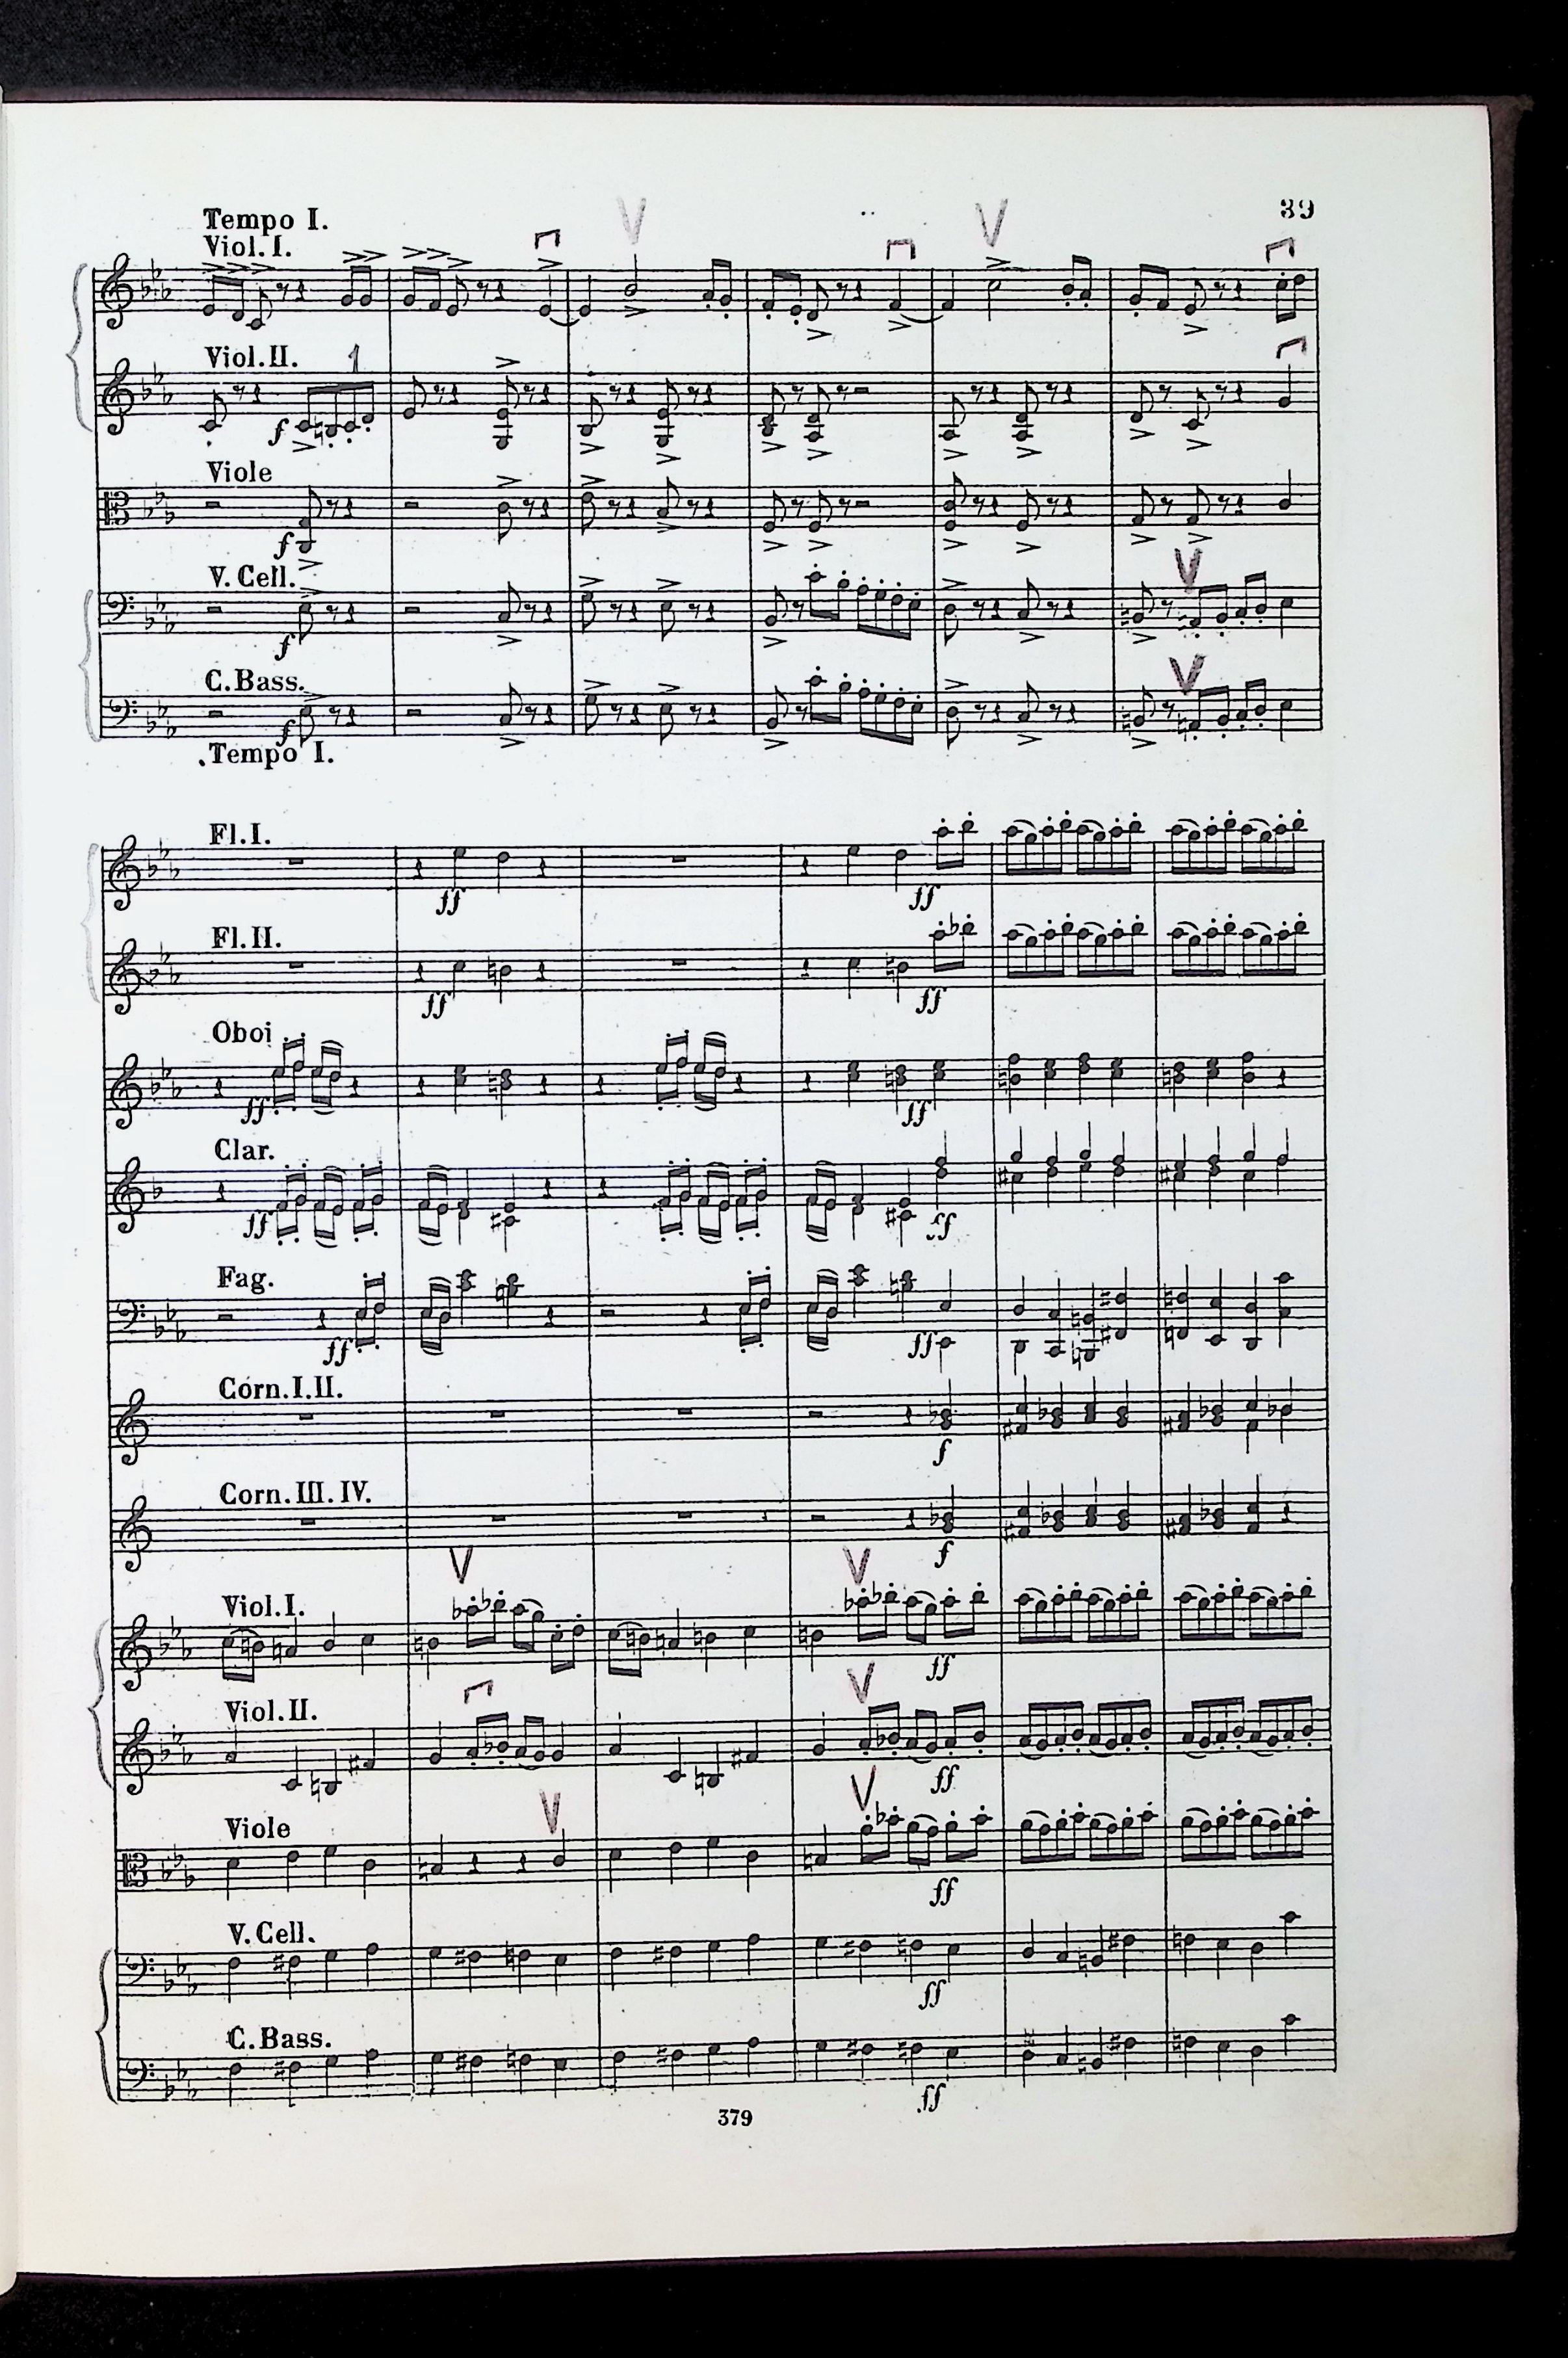 39
Tempo I.
Viol. I.
Viol. II.
1
f
Viole
f
V. Cell.
f
C. Bass.
f
Tempo I.
Fl. I.
ff ff
Fl. II.
ff ff
Oboi
ff ff
Clar.
ff ff
Fag.
ff ff
Corn. I. II.
f
Corn. III. IV.
f
Viol. I.
ff
Viol. II.
ff
Viole
ff
V. Cell.
ff
C. Bass.
ff
379